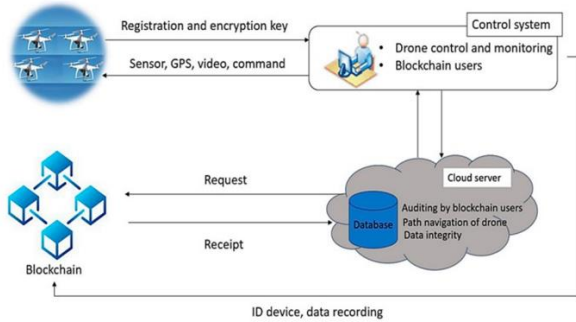 Registration and encryption key
Control system
Drone control and monitoring
Sensor, GPS, video, command
Blockchain users
Cloud server
Request
Auditing by blockchain users
Database
Path navigation of drone
Data integrity
Receipt
Blockchain
ID device, data recording